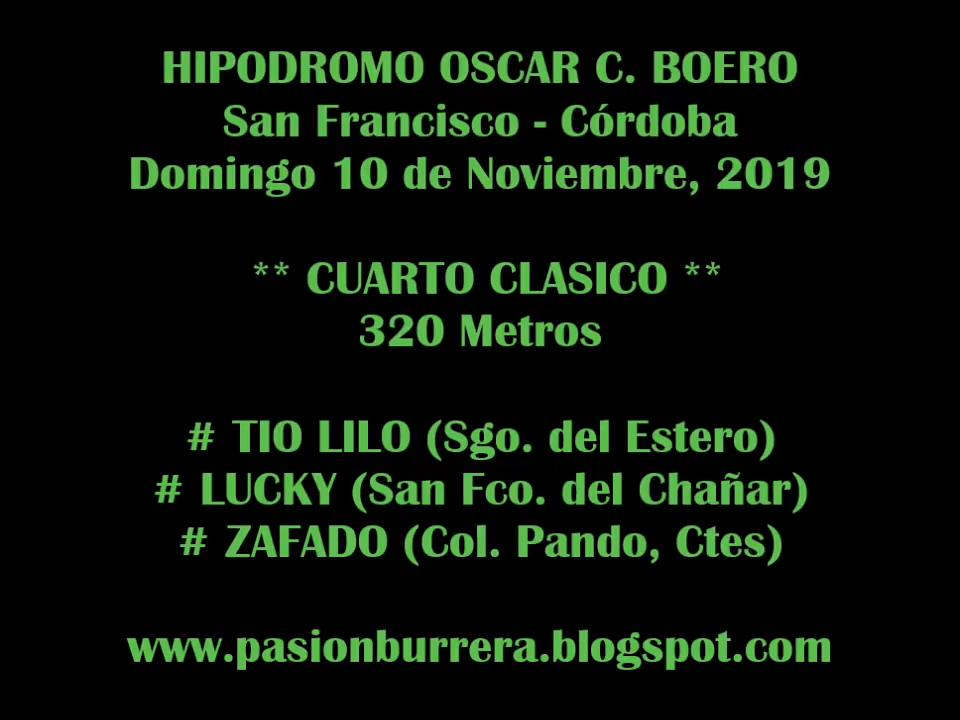 HIPODROMO OSCAR C. BOERO
San Francisco - Córdoba
Domingo 10 de Noviembre, 2019
** CUARTO CLASICO **
320 Metros
# TIO LILO (Sgo. del Estero)
# LUCKY (San Fco. del Chañar)
# ZAFADO (Col. Pando, Ctes)
www.pasionburrera.blogspot.com